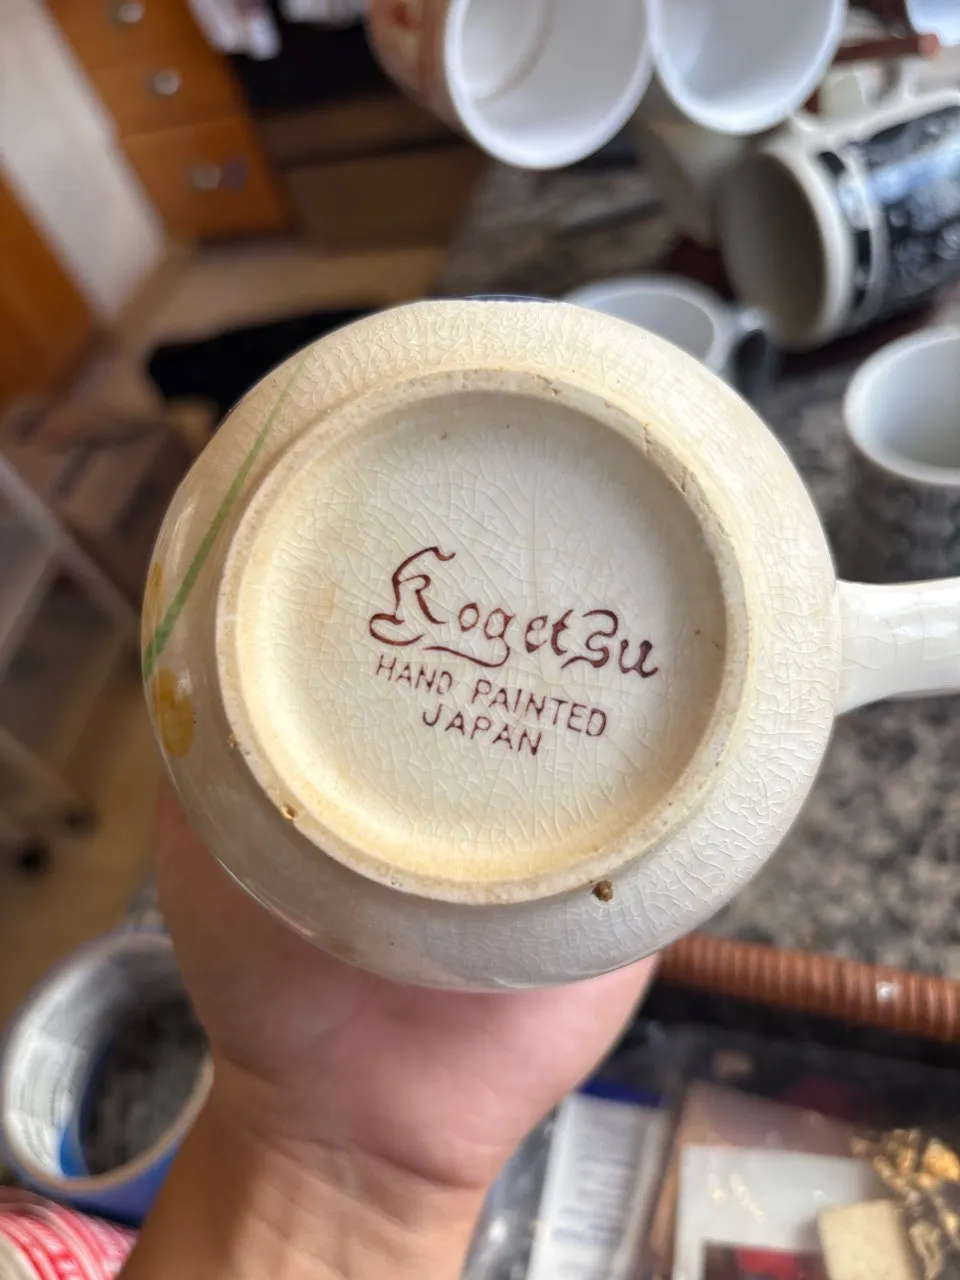 Kogetsu
HAND PAINTED
JAPAN